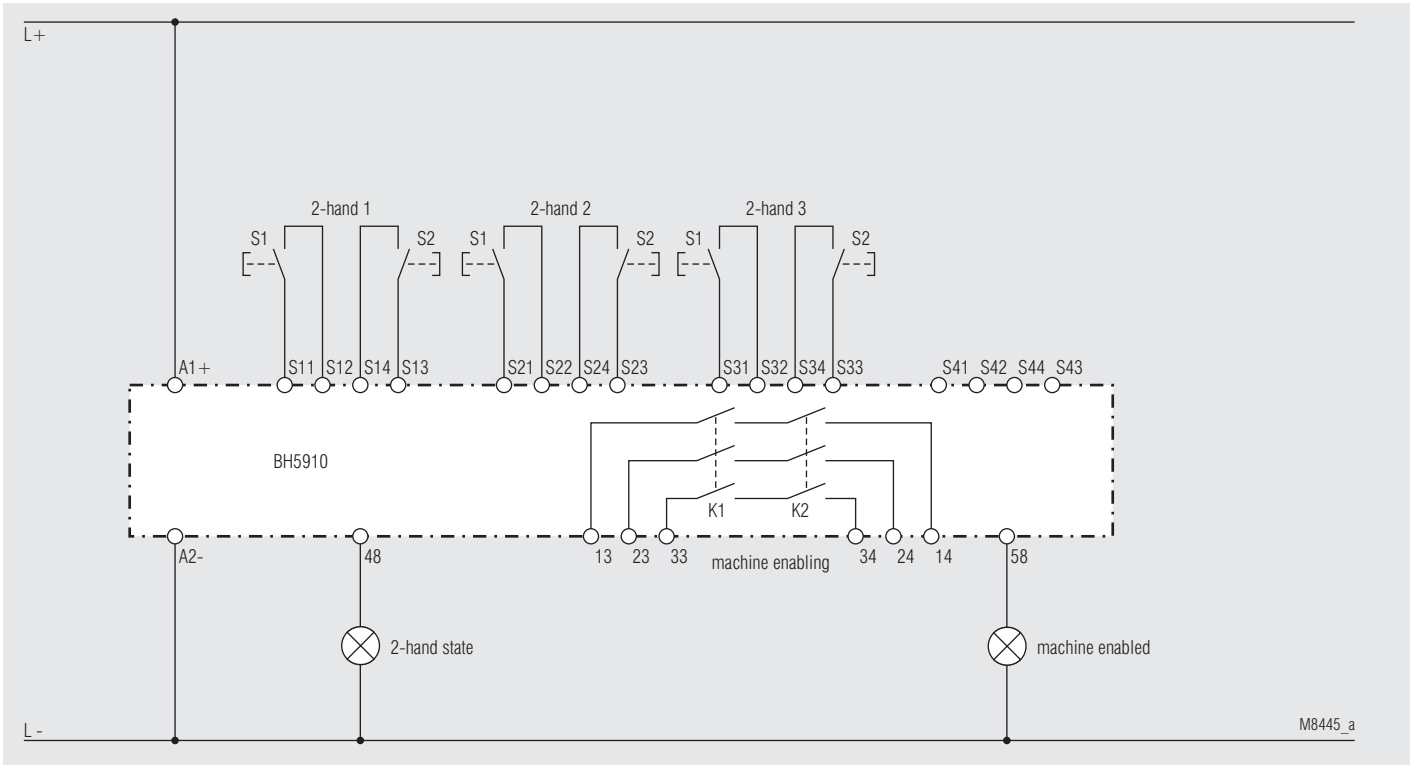 L+
2-hand 1 2-hand 2 2-hand 3
S1 S2 S1 S2 S1 S2
A1+ S11 S12 S14 S13 S21 S22 S24 S23 S31 S32 S34 S33 S41 S42 S44 S43
BH5910
K1 K2
A2- 48 13 23 33 machine enabling 34 24 14 58
2-hand state machine enabled
L - M8445_a